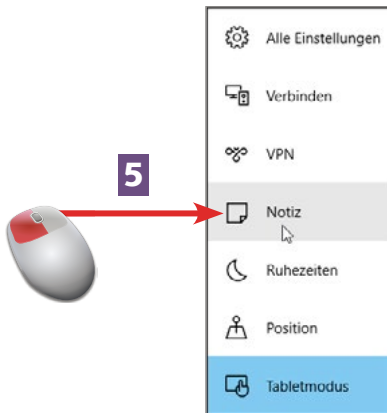 Alle Einstellungen
Verbinden
VPN
5
Notiz
Ruhezeiten
Position
Tabletmodus